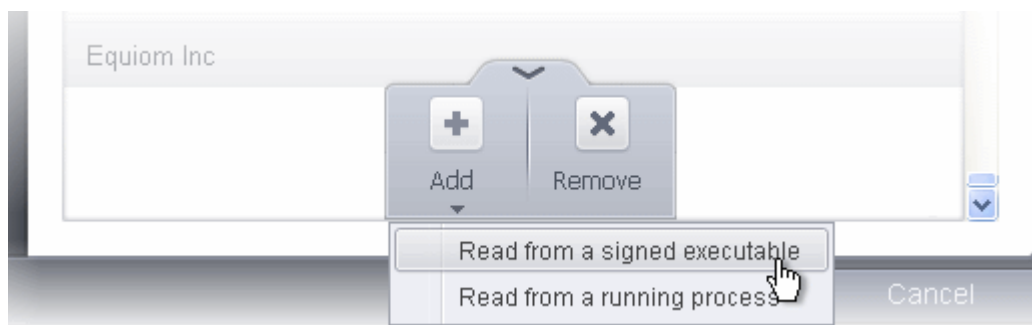 Equiom Inc
Add Remove
Read from a signed executable
Read from a running process
Cancel